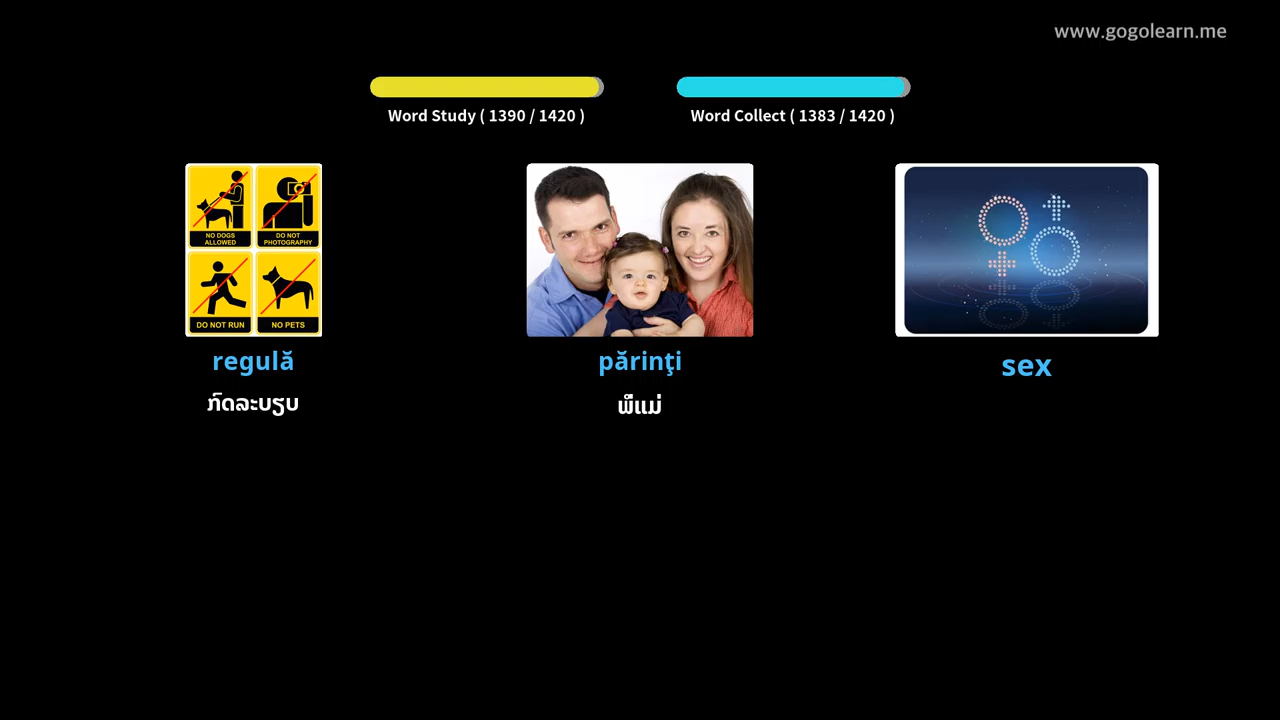 www.gogolearn.me
Word Study ( 1390 / 1420 )
Word Collect ( 1383 / 1420 )
NO DOGS
ALLOWED
DO NOT
PHOTOGRAPHY
DO NOT RUN
NO PETS
regulă
părinţi
sex
ກົດລະບຽບ
ພໍ່ແມ່